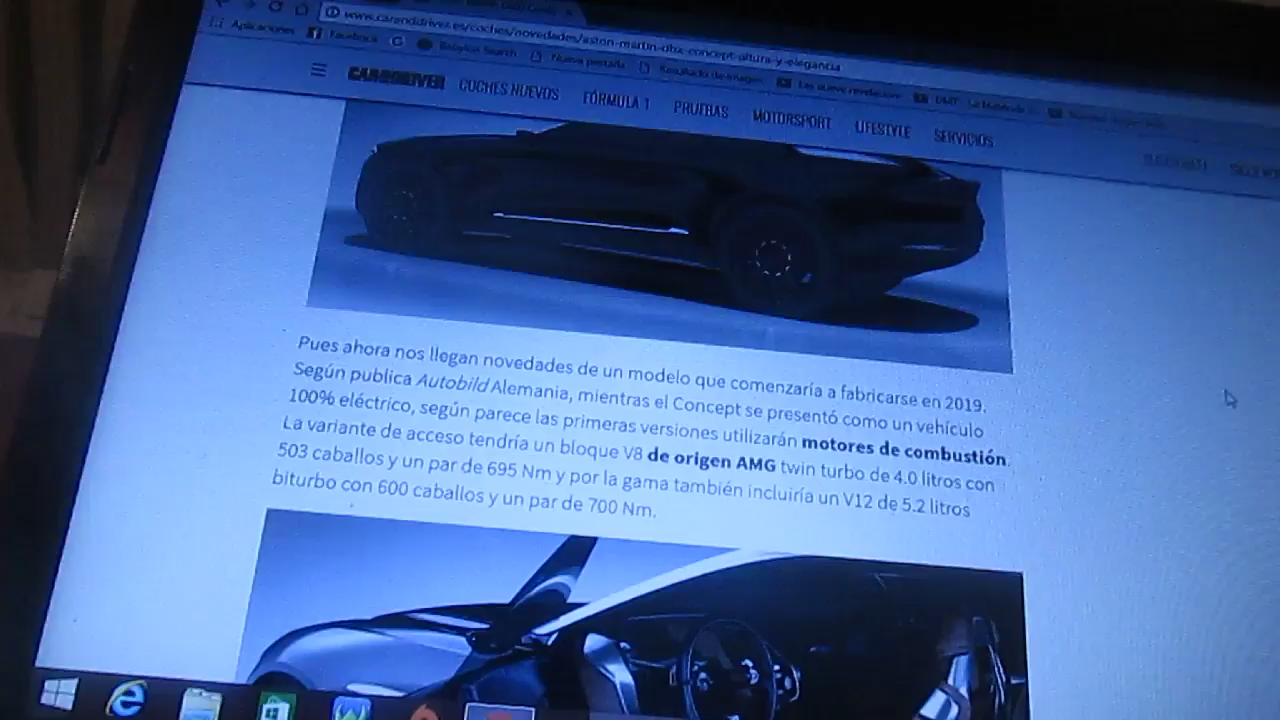 www.caranddriver.es/coches/novedades/aston-martin-dbx-concept-altura-y-elegancia
Aplicaciones Facebook Babylon Search Nueva pestaña Resultado de imagen
CAR AND DRIVER COCHES NUEVOS FÓRMULA 1 PRUEBAS MOTORSPORT LIFESTYLE SERVICIOS
Pues ahora nos llegan novedades de un modelo que comenzaría a fabricarse en 2019.
Según publica Autobild Alemania, mientras el Concept se presentó como un vehículo
100% eléctrico, según parece las primeras versiones utilizarán motores de combustión.
La variante de acceso tendría un bloque V8 de origen AMG twin turbo de 4.0 litros con
503 caballos y un par de 695 Nm y por la gama también incluiría un V12 de 5.2 litros
biturbo con 600 caballos y un par de 700 Nm.